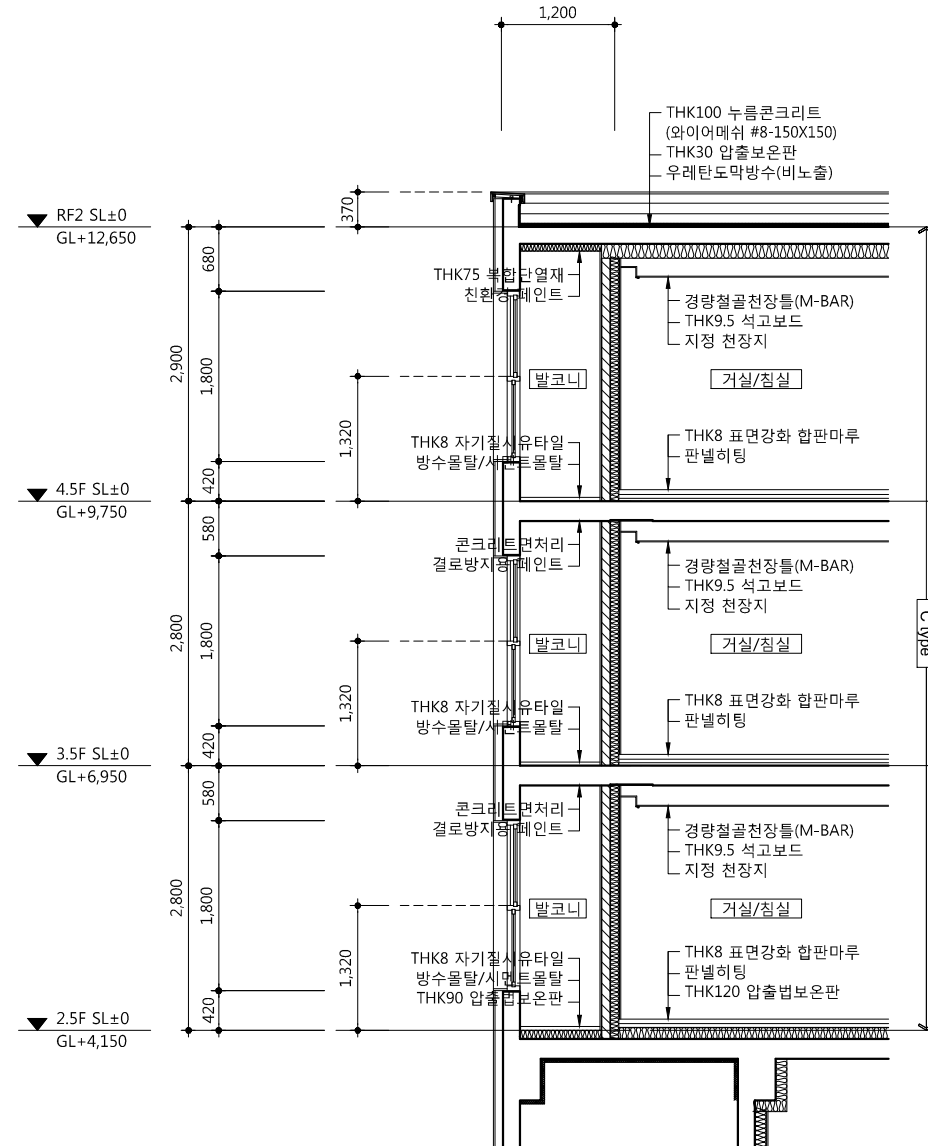 1,200
THK100 누름콘크리트
(와이어메쉬 #8-150X150)
THK30 압출보온판
우레탄도막방수(비노출)
370
RF2 SL±0
GL+12,650
680
THK75 복합단열재
친환경 페인트
경량철골천장틀(M-BAR)
THK9.5 석고보드
지정 천장지
2,900
1,800
발코니
거실/침실
1,320
THK8 자기질시유타일
방수몰탈/시멘트몰탈
THK8 표면강화 합판마루
판넬히팅
420
4.5F SL±0
GL+9,750
580
콘크리트면처리
결로방지용 페인트
경량철골천장틀(M-BAR)
THK9.5 석고보드
지정 천장지
2,800
1,800
발코니
거실/침실
C type
1,320
THK8 자기질시유타일
방수몰탈/시멘트몰탈
THK8 표면강화 합판마루
판넬히팅
420
3.5F SL±0
GL+6,950
580
콘크리트면처리
결로방지용 페인트
경량철골천장틀(M-BAR)
THK9.5 석고보드
지정 천장지
2,800
1,800
발코니
거실/침실
1,320
THK8 자기질시유타일
방수몰탈/시멘트몰탈
THK90 압출법보온판
THK8 표면강화 합판마루
판넬히팅
THK120 압출법보온판
420
2.5F SL±0
GL+4,150